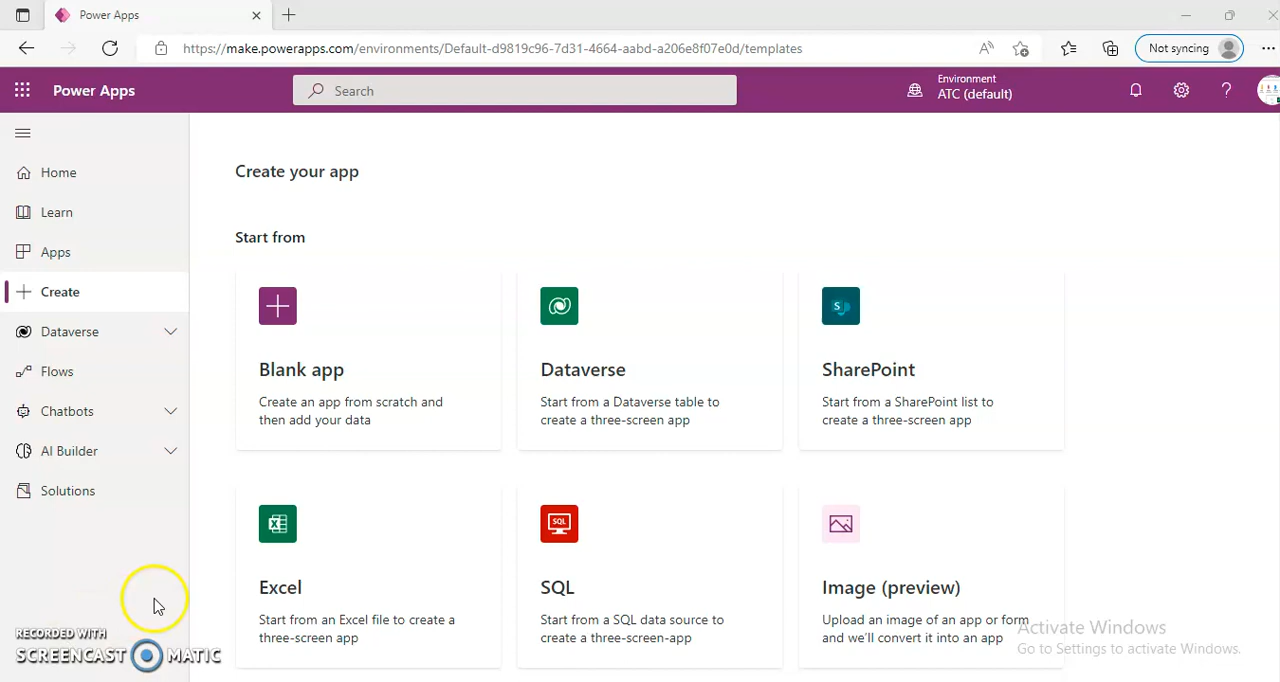 Power Apps
https://make.powerapps.com/environments/Default-d9819c96-7d31-4664-aabd-a206e8f07e0d/templates
Not syncing
Power Apps
Search
Environment
ATC (default)
Home
Learn
Apps
Create
Dataverse
Flows
Chatbots
AI Builder
Solutions
Create your app
Start from
Blank app
Create an app from scratch and
then add your data
Dataverse
Start from a Dataverse table to
create a three-screen app
S
SharePoint
Start from a SharePoint list to
create a three-screen app
Excel
Start from an Excel file to create a
three-screen app
SQL
SQL
Start from a SQL data source to
create a three-screen-app
Image (preview)
Upload an image of an app or form
and we'll convert it into an app
Activate Windows
Go to Settings to activate Windows.
RECORDED WITH
SCREENCAST MATIC